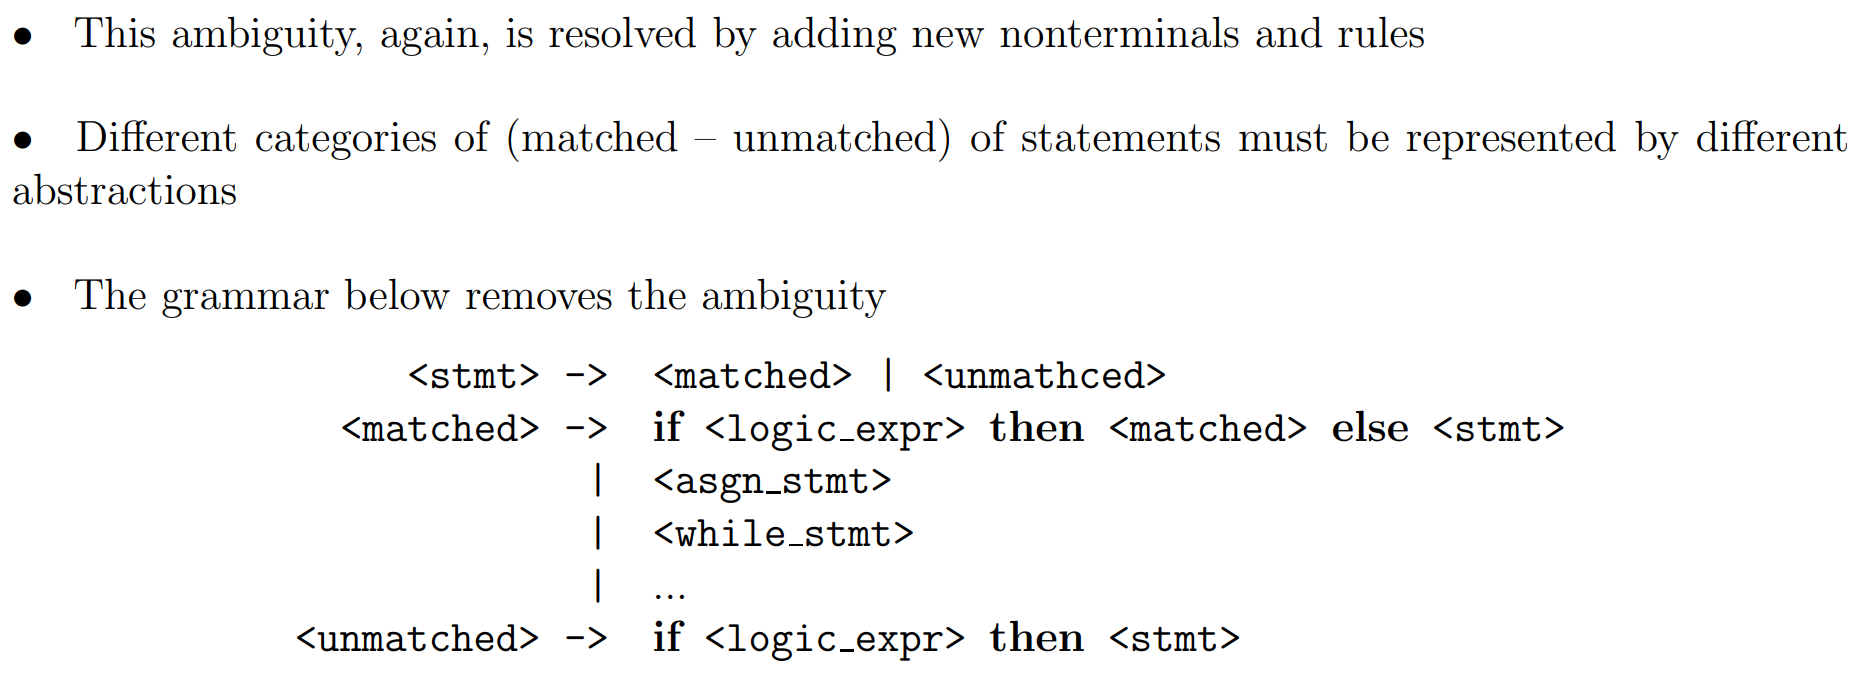 • This ambiguity, again, is resolved by adding new nonterminals and rules
• Different categories of (matched – unmatched) of statements must be represented by different
abstractions
• The grammar below removes the ambiguity
<stmt> -> <matched> | <unmathced>
<matched> -> if <logic_expr> then <matched> else <stmt>
| <asgn_stmt>
| <while_stmt>
| ...
<unmatched> -> if <logic_expr> then <stmt>